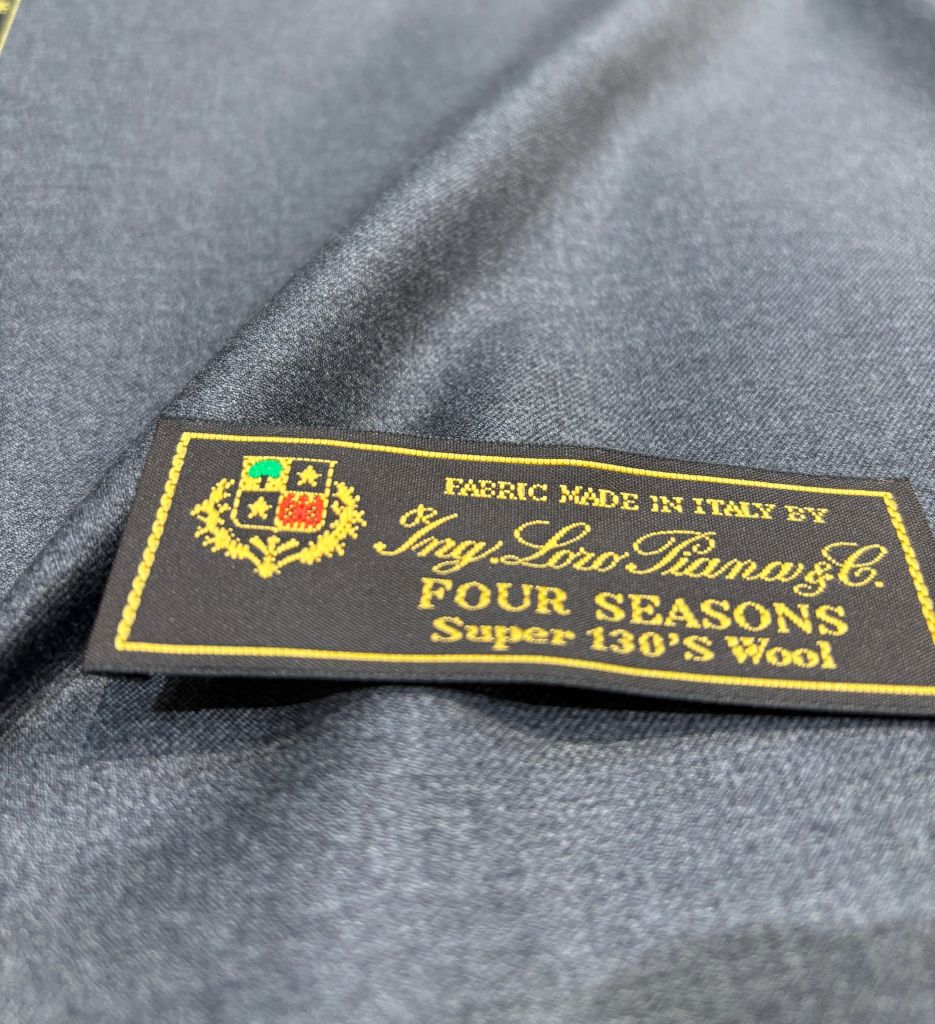 FABRIC MADE IN ITALY BY
Ing. Loro Piana & C.
FOUR SEASONS
Super 130'S Wool